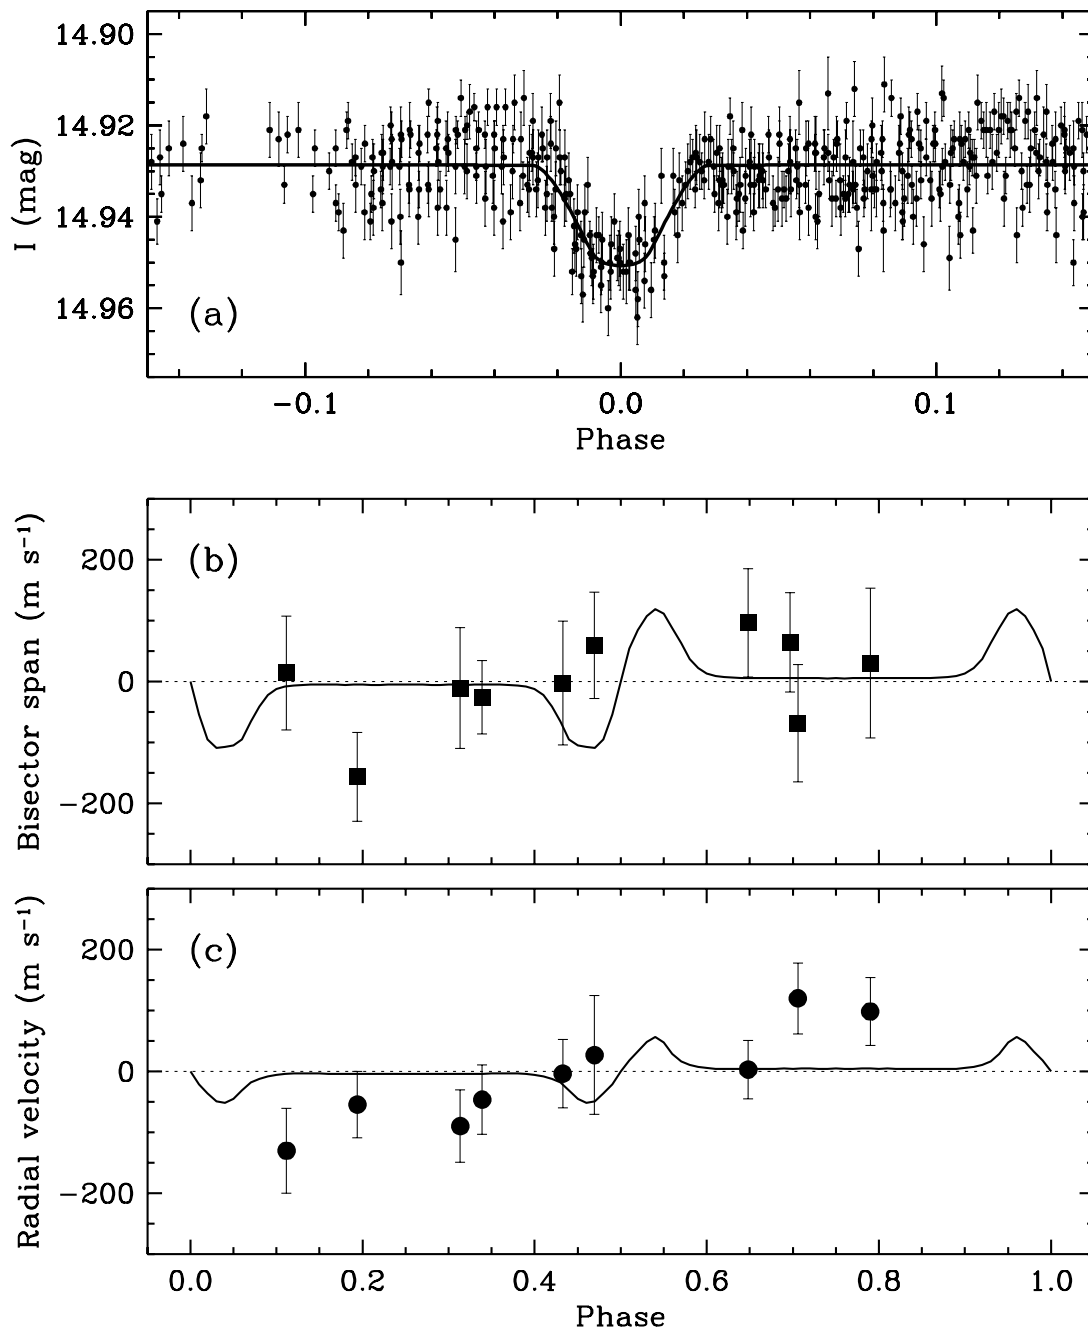 14.90
14.92
14.94
14.96
I (mag)
(a)
−0.1 0.0 0.1
Phase
Bisector span (m s⁻¹)
200
0
−200
(b)
Radial velocity (m s⁻¹)
200
0
−200
(c)
0.0 0.2 0.4 0.6 0.8 1.0
Phase